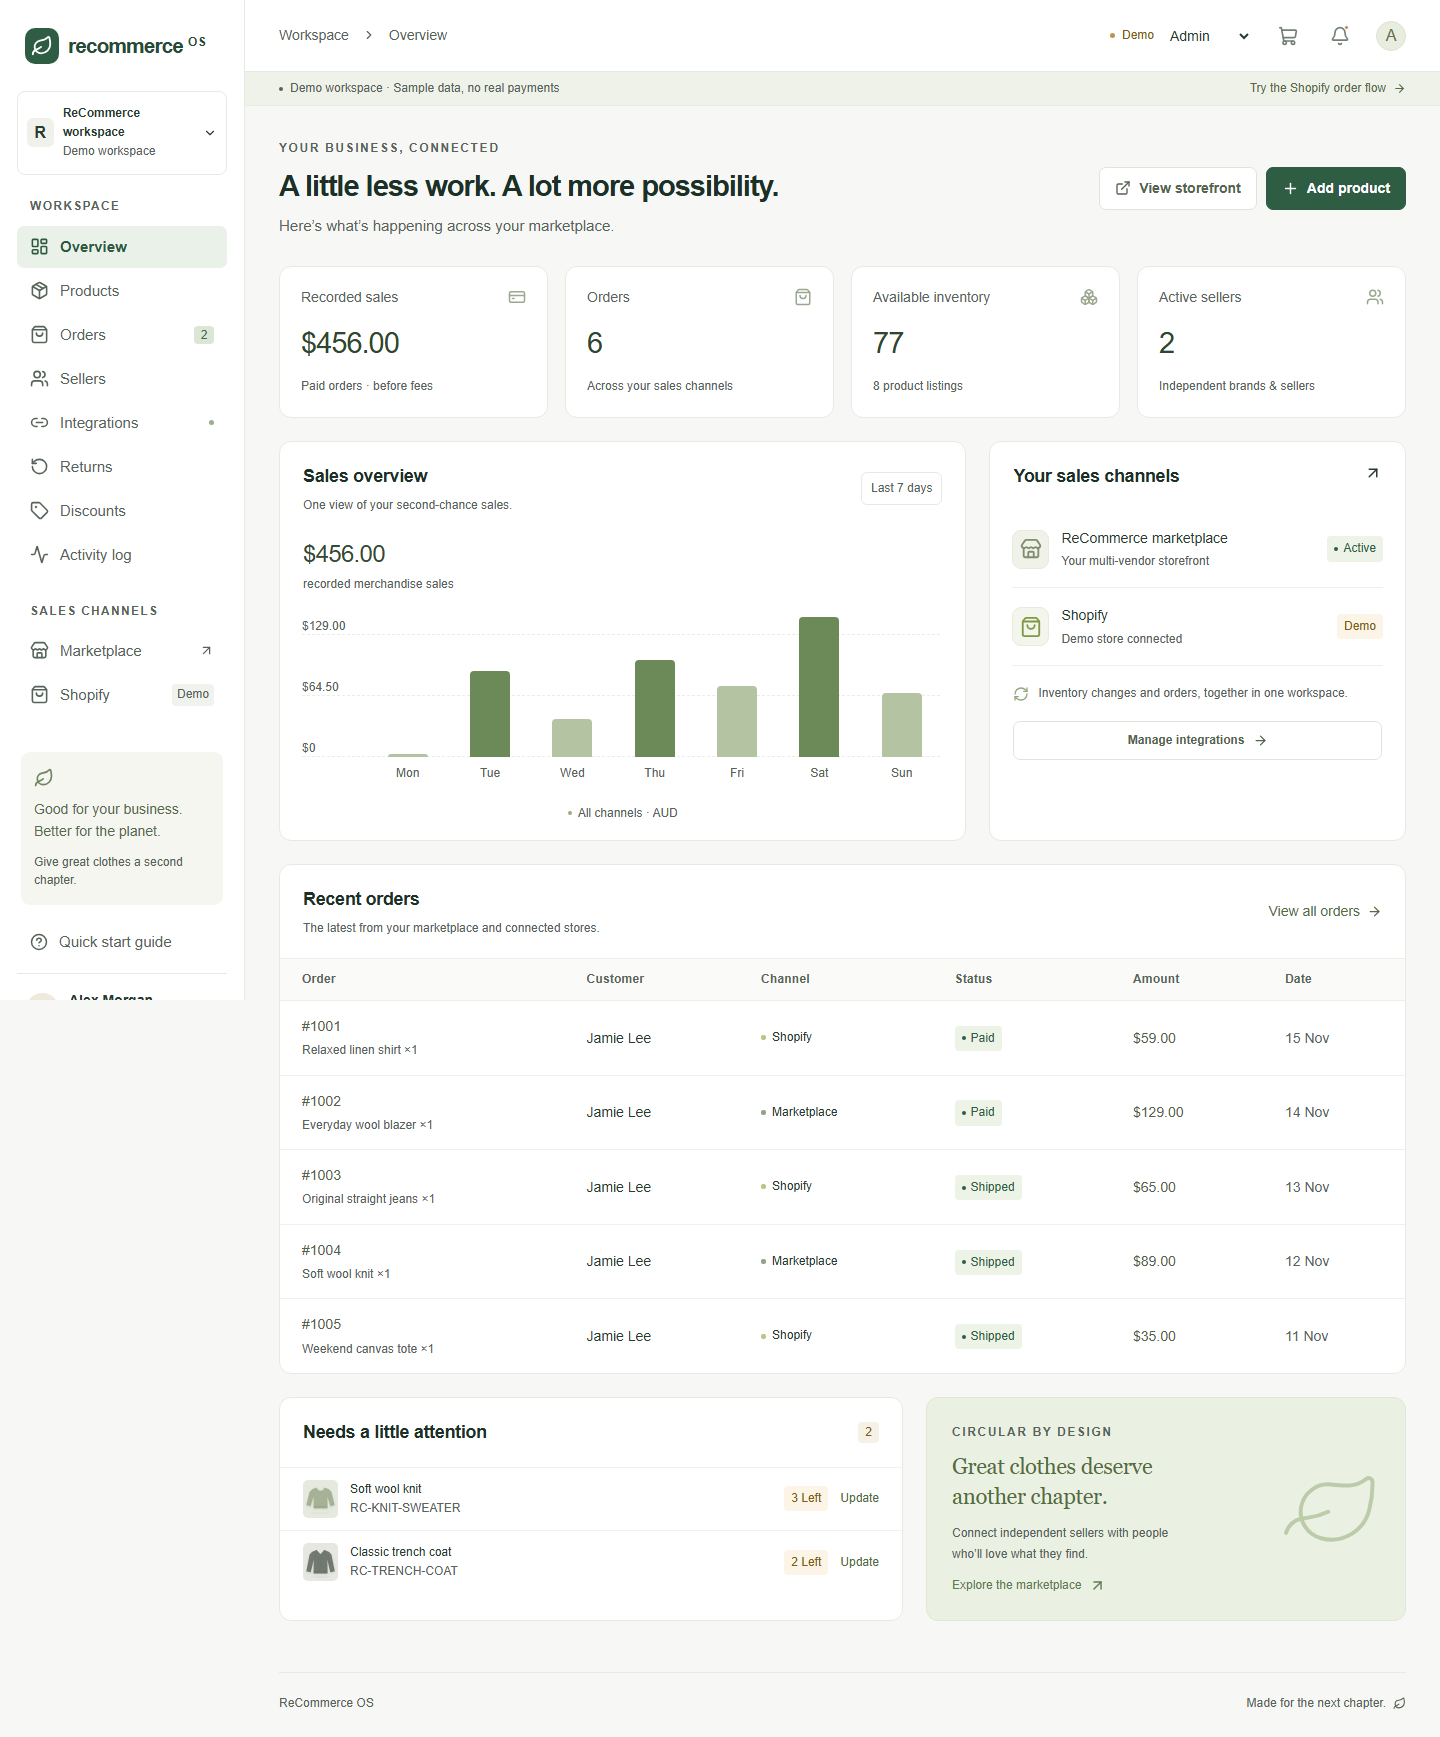 recommerce OS
R
ReCommerce
workspace
Demo workspace
WORKSPACE
Overview
Products
Orders 2
Sellers
Integrations
Returns
Discounts
Activity log
SALES CHANNELS
Marketplace
Shopify Demo
Good for your business.
Better for the planet.
Give great clothes a second
chapter.
Quick start guide
Alex Morgan
Workspace Overview
Demo Admin A
Demo workspace · Sample data, no real payments
Try the Shopify order flow
YOUR BUSINESS, CONNECTED
A little less work. A lot more possibility.
Here’s what’s happening across your marketplace.
View storefront
Add product
Recorded sales
$456.00
Paid orders · before fees
Orders
6
Across your sales channels
Available inventory
77
8 product listings
Active sellers
2
Independent brands & sellers
Sales overview
One view of your second-chance sales.
Last 7 days
$456.00
recorded merchandise sales
$129.00
$64.50
$0
Mon Tue Wed Thu Fri Sat Sun
All channels · AUD
Your sales channels
ReCommerce marketplace
Your multi-vendor storefront
Active
Shopify
Demo store connected
Demo
Inventory changes and orders, together in one workspace.
Manage integrations
Recent orders
The latest from your marketplace and connected stores.
View all orders
Order Customer Channel Status Amount Date
#1001
Relaxed linen shirt ×1
Jamie Lee Shopify Paid $59.00 15 Nov
#1002
Everyday wool blazer ×1
Jamie Lee Marketplace Paid $129.00 14 Nov
#1003
Original straight jeans ×1
Jamie Lee Shopify Shipped $65.00 13 Nov
#1004
Soft wool knit ×1
Jamie Lee Marketplace Shipped $89.00 12 Nov
#1005
Weekend canvas tote ×1
Jamie Lee Shopify Shipped $35.00 11 Nov
Needs a little attention
2
Soft wool knit
RC-KNIT-SWEATER
3 Left Update
Classic trench coat
RC-TRENCH-COAT
2 Left Update
CIRCULAR BY DESIGN
Great clothes deserve
another chapter.
Connect independent sellers with people
who’ll love what they find.
Explore the marketplace
ReCommerce OS
Made for the next chapter.